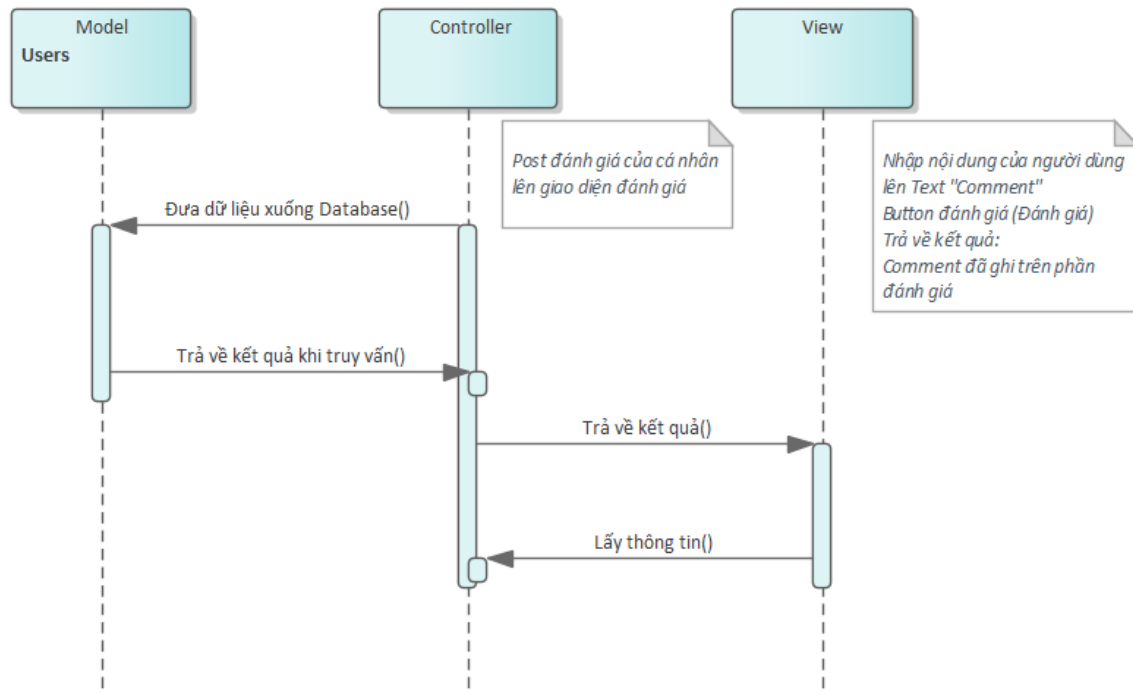 Model
Users
Controller
View
Post đánh giá của cá nhân
lên giao diện đánh giá
Nhập nội dung của người dùng
lên Text "Comment"
Button đánh giá (Đánh giá)
Trả về kết quả:
Comment đã ghi trên phần
đánh giá
Đưa dữ liệu xuống Database()
Trả về kết quả khi truy vấn()
Trả về kết quả()
Lấy thông tin()